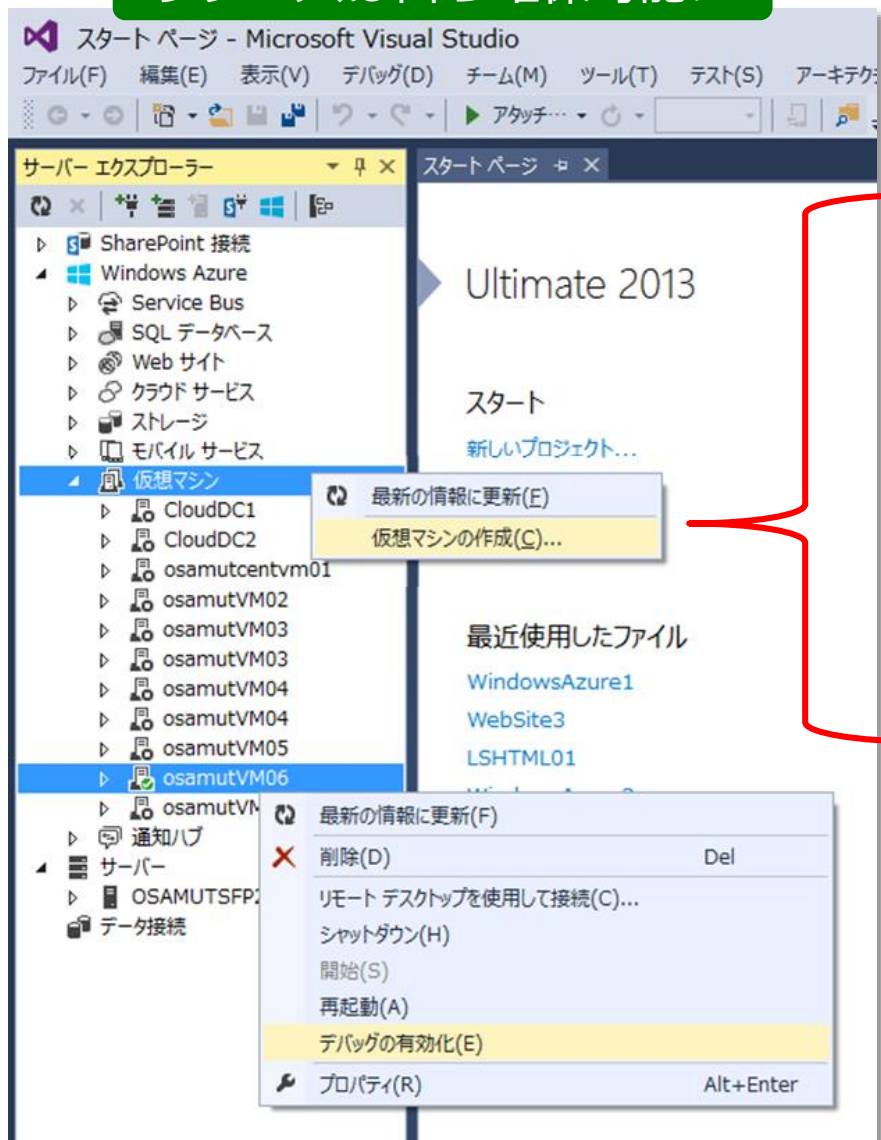 スタート ページ - Microsoft Visual Studio
ファイル(F) 編集(E) 表示(V) デバッグ(D) チーム(M) ツール(T) テスト(S) アーキテク
アタッチ…
サーバー エクスプローラー
スタート ページ
SharePoint 接続
Windows Azure
Service Bus
SQL データベース
Web サイト
クラウド サービス
ストレージ
モバイル サービス
仮想マシン
CloudDC1
CloudDC2
osamutcentvm01
osamutVM02
osamutVM03
osamutVM03
osamutVM04
osamutVM04
osamutVM05
osamutVM06
osamutVM
通知ハブ
サーバー
OSAMUTSFP2
データ接続
Ultimate 2013
スタート
新しいプロジェクト...
最新の情報に更新(F)
仮想マシンの作成(C)...
最近使用したファイル
WindowsAzure1
WebSite3
LSHTML01
最新の情報に更新(F)
削除(D) Del
リモート デスクトップを使用して接続(C)...
シャットダウン(H)
開始(S)
再起動(A)
デバッグの有効化(E)
プロパティ(R) Alt+Enter